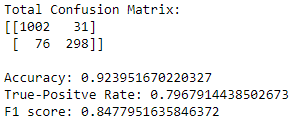 Total Confusion Matrix:
[[1002 31]
[ 76 298]]
Accuracy: 0.923951670220327
True-Positve Rate: 0.7967914438502673
F1 score: 0.8477951635846372